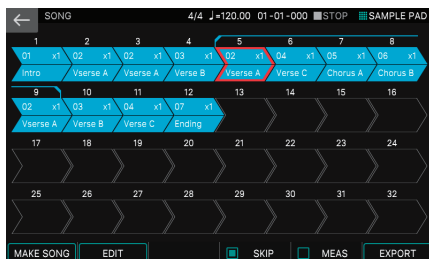 ← SONG 4/4 ♩=120.00 01-01-000 STOP SAMPLE PAD
1 2 3 4 5 6 7 8
01 x1 02 x1 02 x1 03 x1 02 x1 04 x1 05 x1 06 x1
Intro Vserse A Vserse A Verse B Vserse A Verse C Chorus A Chorus B
9 10 11 12 13 14 15 16
02 x1 03 x1 04 x1 07 x1
Vserse A Verse B Verse C Ending
17 18 19 20 21 22 23 24
25 26 27 28 29 30 31 32
MAKE SONG EDIT SKIP MEAS EXPORT